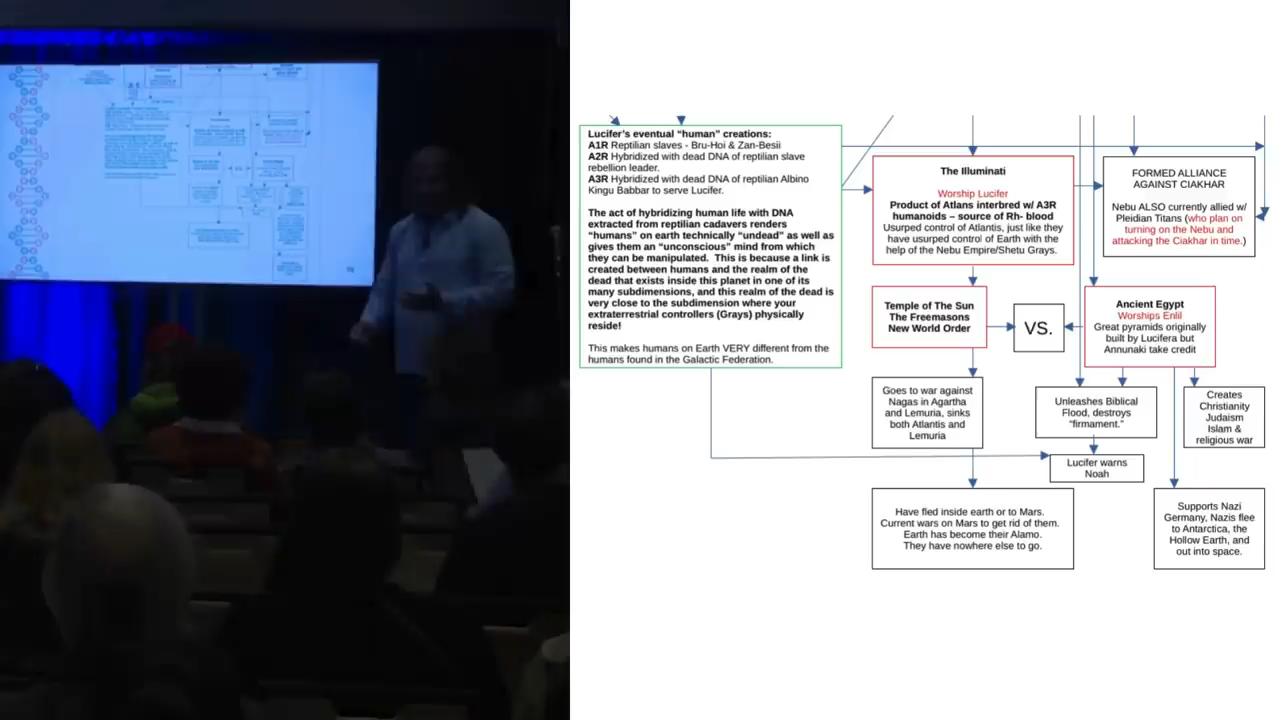 Lucifer's eventual “human” creations:
A1R Reptilian slaves - Bru-Hoi & Zan-Besii
A2R Hybridized with dead DNA of reptilian slave
rebellion leader.
A3R Hybridized with dead DNA of reptilian Albino
Kingu Babbar to serve Lucifer.
The act of hybridizing human life with DNA
extracted from reptilian cadavers renders
“humans” on earth technically “undead” as well as
gives them an “unconscious” mind from which
they can be manipulated. This is because a link is
created between humans and the realm of the
dead that exists inside this planet in one of its
many subdimensions, and this realm of the dead is
very close to the subdimension where your
extraterrestrial controllers (Grays) physically
reside!
This makes humans on Earth VERY different from the
humans found in the Galactic Federation.
The Illuminati
Worship Lucifer
Product of Atlans interbred w/ A3R
humanoids – source of Rh- blood
Usurped control of Atlantis, just like they
have usurped control of Earth with the
help of the Nebu Empire/Shetu Grays.
FORMED ALLIANCE
AGAINST CIAKHAR
Nebu ALSO currently allied w/
Pleidian Titans (who plan on
turning on the Nebu and
attacking the Ciakhar in time.)
Temple of The Sun
The Freemasons
New World Order
VS.
Ancient Egypt
Worships Enlil
Great pyramids originally
built by Lucifera but
Annunaki take credit
Goes to war against
Nagas in Agartha
and Lemuria, sinks
both Atlantis and
Lemuria
Unleashes Biblical
Flood, destroys
“firmament.”
Creates
Christianity
Judaism
Islam &
religious war
Lucifer warns
Noah
Have fled inside earth or to Mars.
Current wars on Mars to get rid of them.
Earth has become their Alamo.
They have nowhere else to go.
Supports Nazi
Germany, Nazis flee
to Antarctica, the
Hollow Earth, and
out into space.